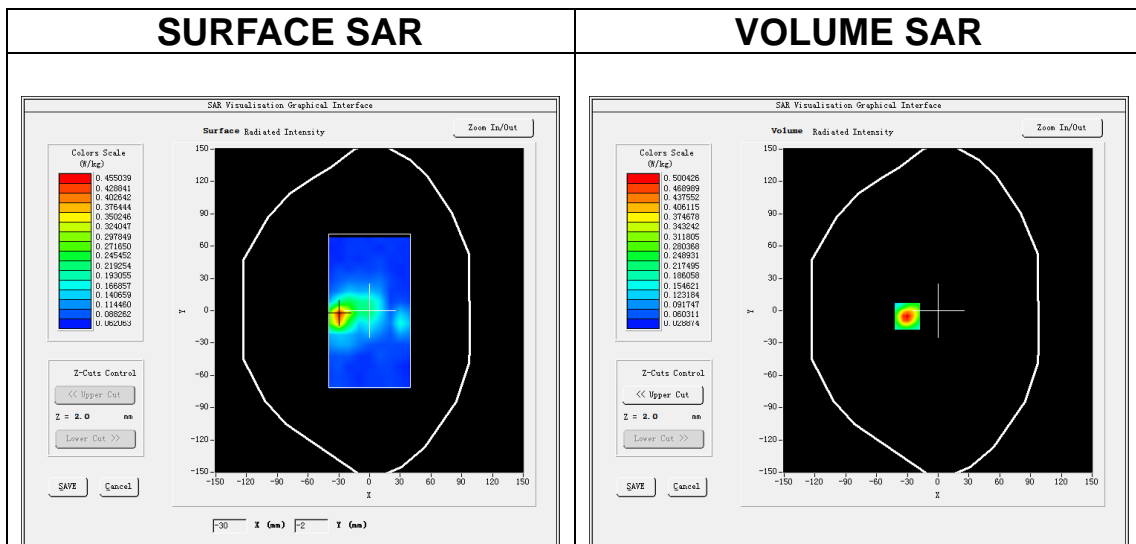 SURFACE SAR
VOLUME SAR
SAR Visualisation Graphical Interface
Surface Radiated Intensity
Zoom In/Out
Colors Scale
(W/kg)
0.455039
0.428841
0.402642
0.376444
0.350246
0.324047
0.297849
0.271650
0.245452
0.219254
0.193055
0.166857
0.140659
0.114460
0.088262
0.062063
Z-Cuts Control
<< Upper Cut
Z = 2.0 mm
Lower Cut >>
SAVE
Cancel
150
120
90
60
30
0
-30
-60
-90
-120
-150
Y
-150 -120 -90 -60 -30 0 30 60 90 120 150
X
-30 X (mm) -2 Y (mm)
SAR Visualisation Graphical Interface
Volume Radiated Intensity
Zoom In/Out
Colors Scale
(W/kg)
0.500426
0.468989
0.437552
0.406115
0.374678
0.343242
0.311805
0.280368
0.248931
0.217495
0.186058
0.154621
0.123184
0.091747
0.060311
0.028874
Z-Cuts Control
<< Upper Cut
Z = 2.0 mm
Lower Cut >>
SAVE
Cancel
150
120
90
60
30
0
-30
-60
-90
-120
-150
Y
-150 -120 -90 -60 -30 0 30 60 90 120 150
X